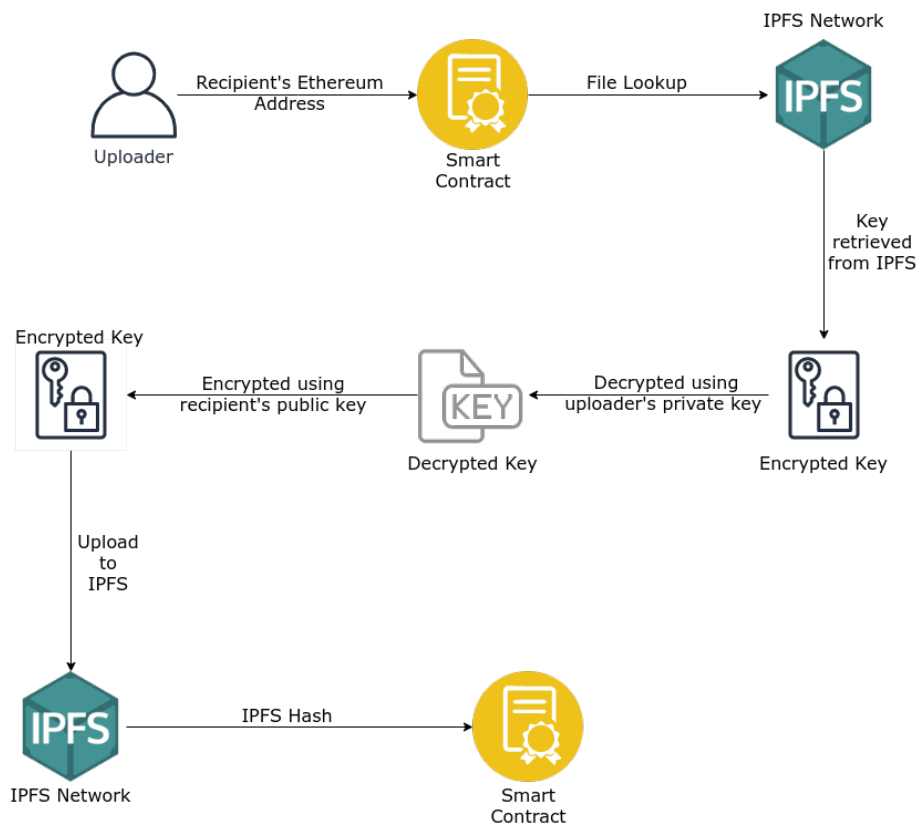 IPFS Network
Recipient's Ethereum
Address
File Lookup
IPFS
Uploader
Smart
Contract
Key
retrieved
from IPFS
Encrypted Key
Encrypted using
recipient's public key
KEY
Decrypted using
uploader's private key
Decrypted Key
Encrypted Key
Upload
to
IPFS
IPFS
IPFS Hash
IPFS Network
Smart
Contract